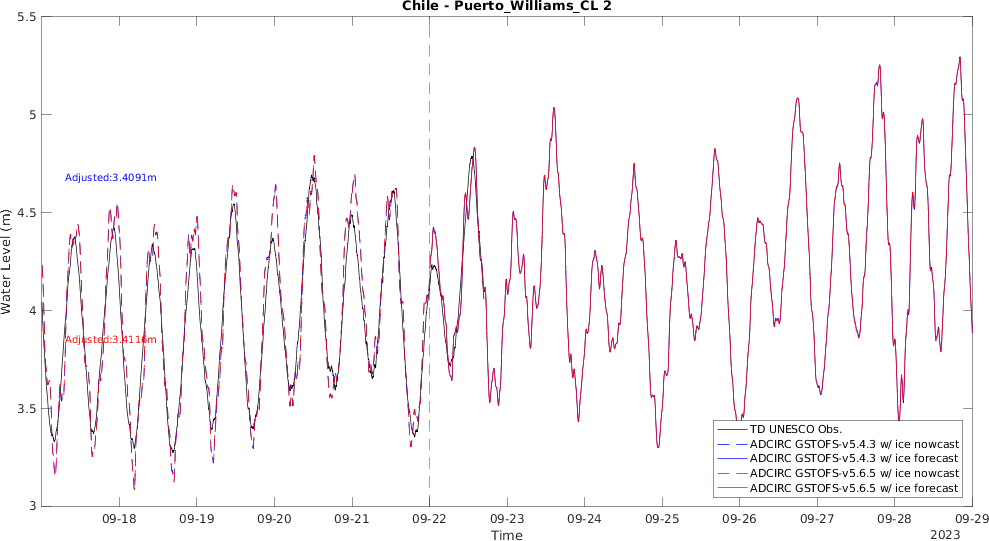 Chile - Puerto_Williams_CL 2
5.5
5
4.5
4
3.5
3
Water Level (m)
Adjusted:3.4091m
Adjusted:3.4116m
TD UNESCO Obs.
ADCIRC GSTOFS-v5.4.3 w/ ice nowcast
ADCIRC GSTOFS-v5.4.3 w/ ice forecast
ADCIRC GSTOFS-v5.6.5 w/ ice nowcast
ADCIRC GSTOFS-v5.6.5 w/ ice forecast
09-18 09-19 09-20 09-21 09-22 09-23 09-24 09-25 09-26 09-27 09-28 09-29
Time
2023